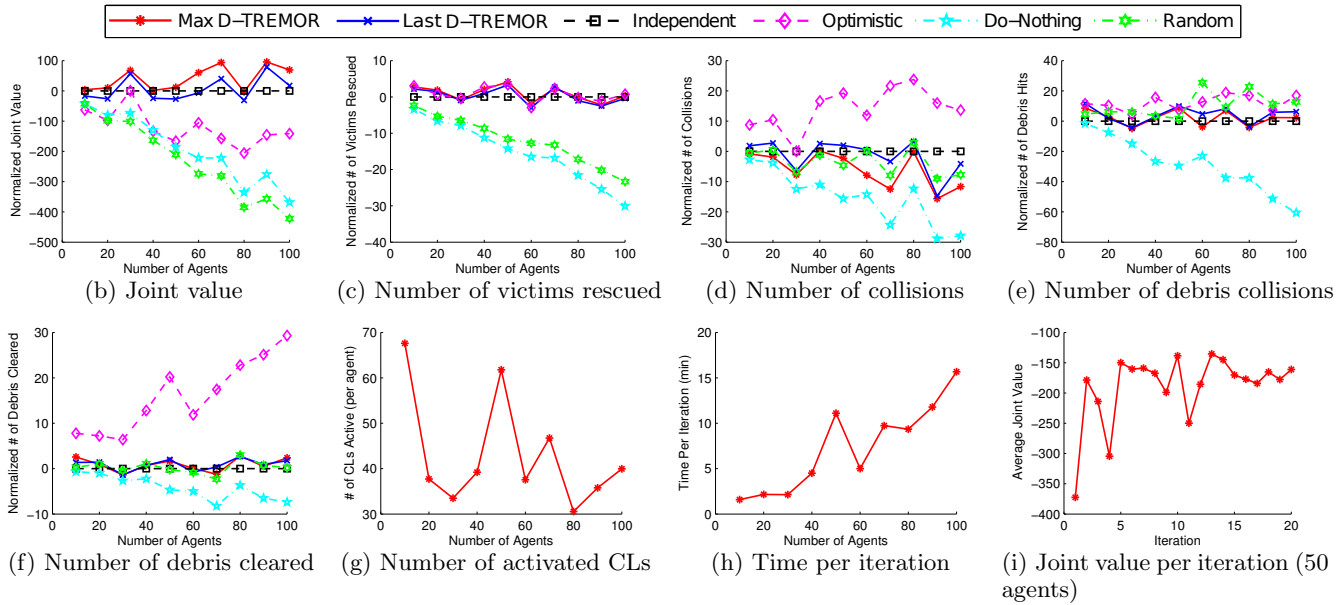 Max D-TREMOR Last D-TREMOR Independent Optimistic Do-Nothing Random
Normalized Joint Value
100
0
-100
-200
-300
-400
-500
0 20 40 60 80 100
Number of Agents
(b) Joint value
Normalized # of Victims Rescued
10
0
-10
-20
-30
-40
0 20 40 60 80 100
Number of Agents
(c) Number of victims rescued
Normalized # of Collisions
30
20
10
0
-10
-20
-30
0 20 40 60 80 100
Number of Agents
(d) Number of collisions
Normalized # of Debris Hits
40
20
0
-20
-40
-60
-80
0 20 40 60 80 100
Number of Agents
(e) Number of debris collisions
Normalized # of Debris Cleared
30
20
10
0
-10
0 20 40 60 80 100
Number of Agents
(f) Number of debris cleared
# of CLs Active (per agent)
70
60
50
40
30
0 20 40 60 80 100
Number of Agents
(g) Number of activated CLs
Time Per Iteration (min)
20
15
10
5
0
0 20 40 60 80 100
Number of Agents
(h) Time per iteration
Average Joint Value
-100
-150
-200
-250
-300
-350
-400
0 5 10 15 20
Iteration
(i) Joint value per iteration (50
agents)